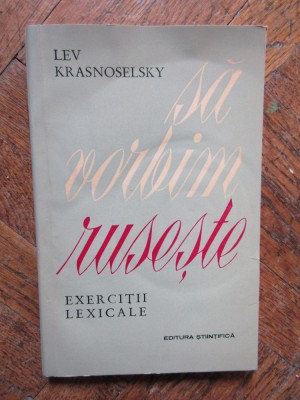 LEV
KRASNOSELSKY
să
vorbim
rusește
EXERCIȚII
LEXICALE
EDITURA ȘTIINȚIFICĂ